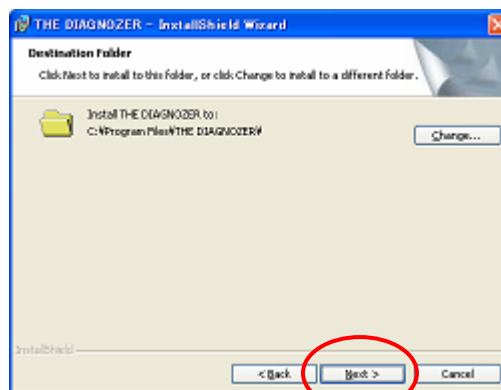 THE DIAGNOZER - InstallShield Wizard
Destination Folder
Click Next to install to this folder, or click Change to install to a different folder.
Install THE DIAGNOZER to:
C:¥Program Files¥THE DIAGNOZER¥
Change...
InstallShield
< Back
Next >
Cancel